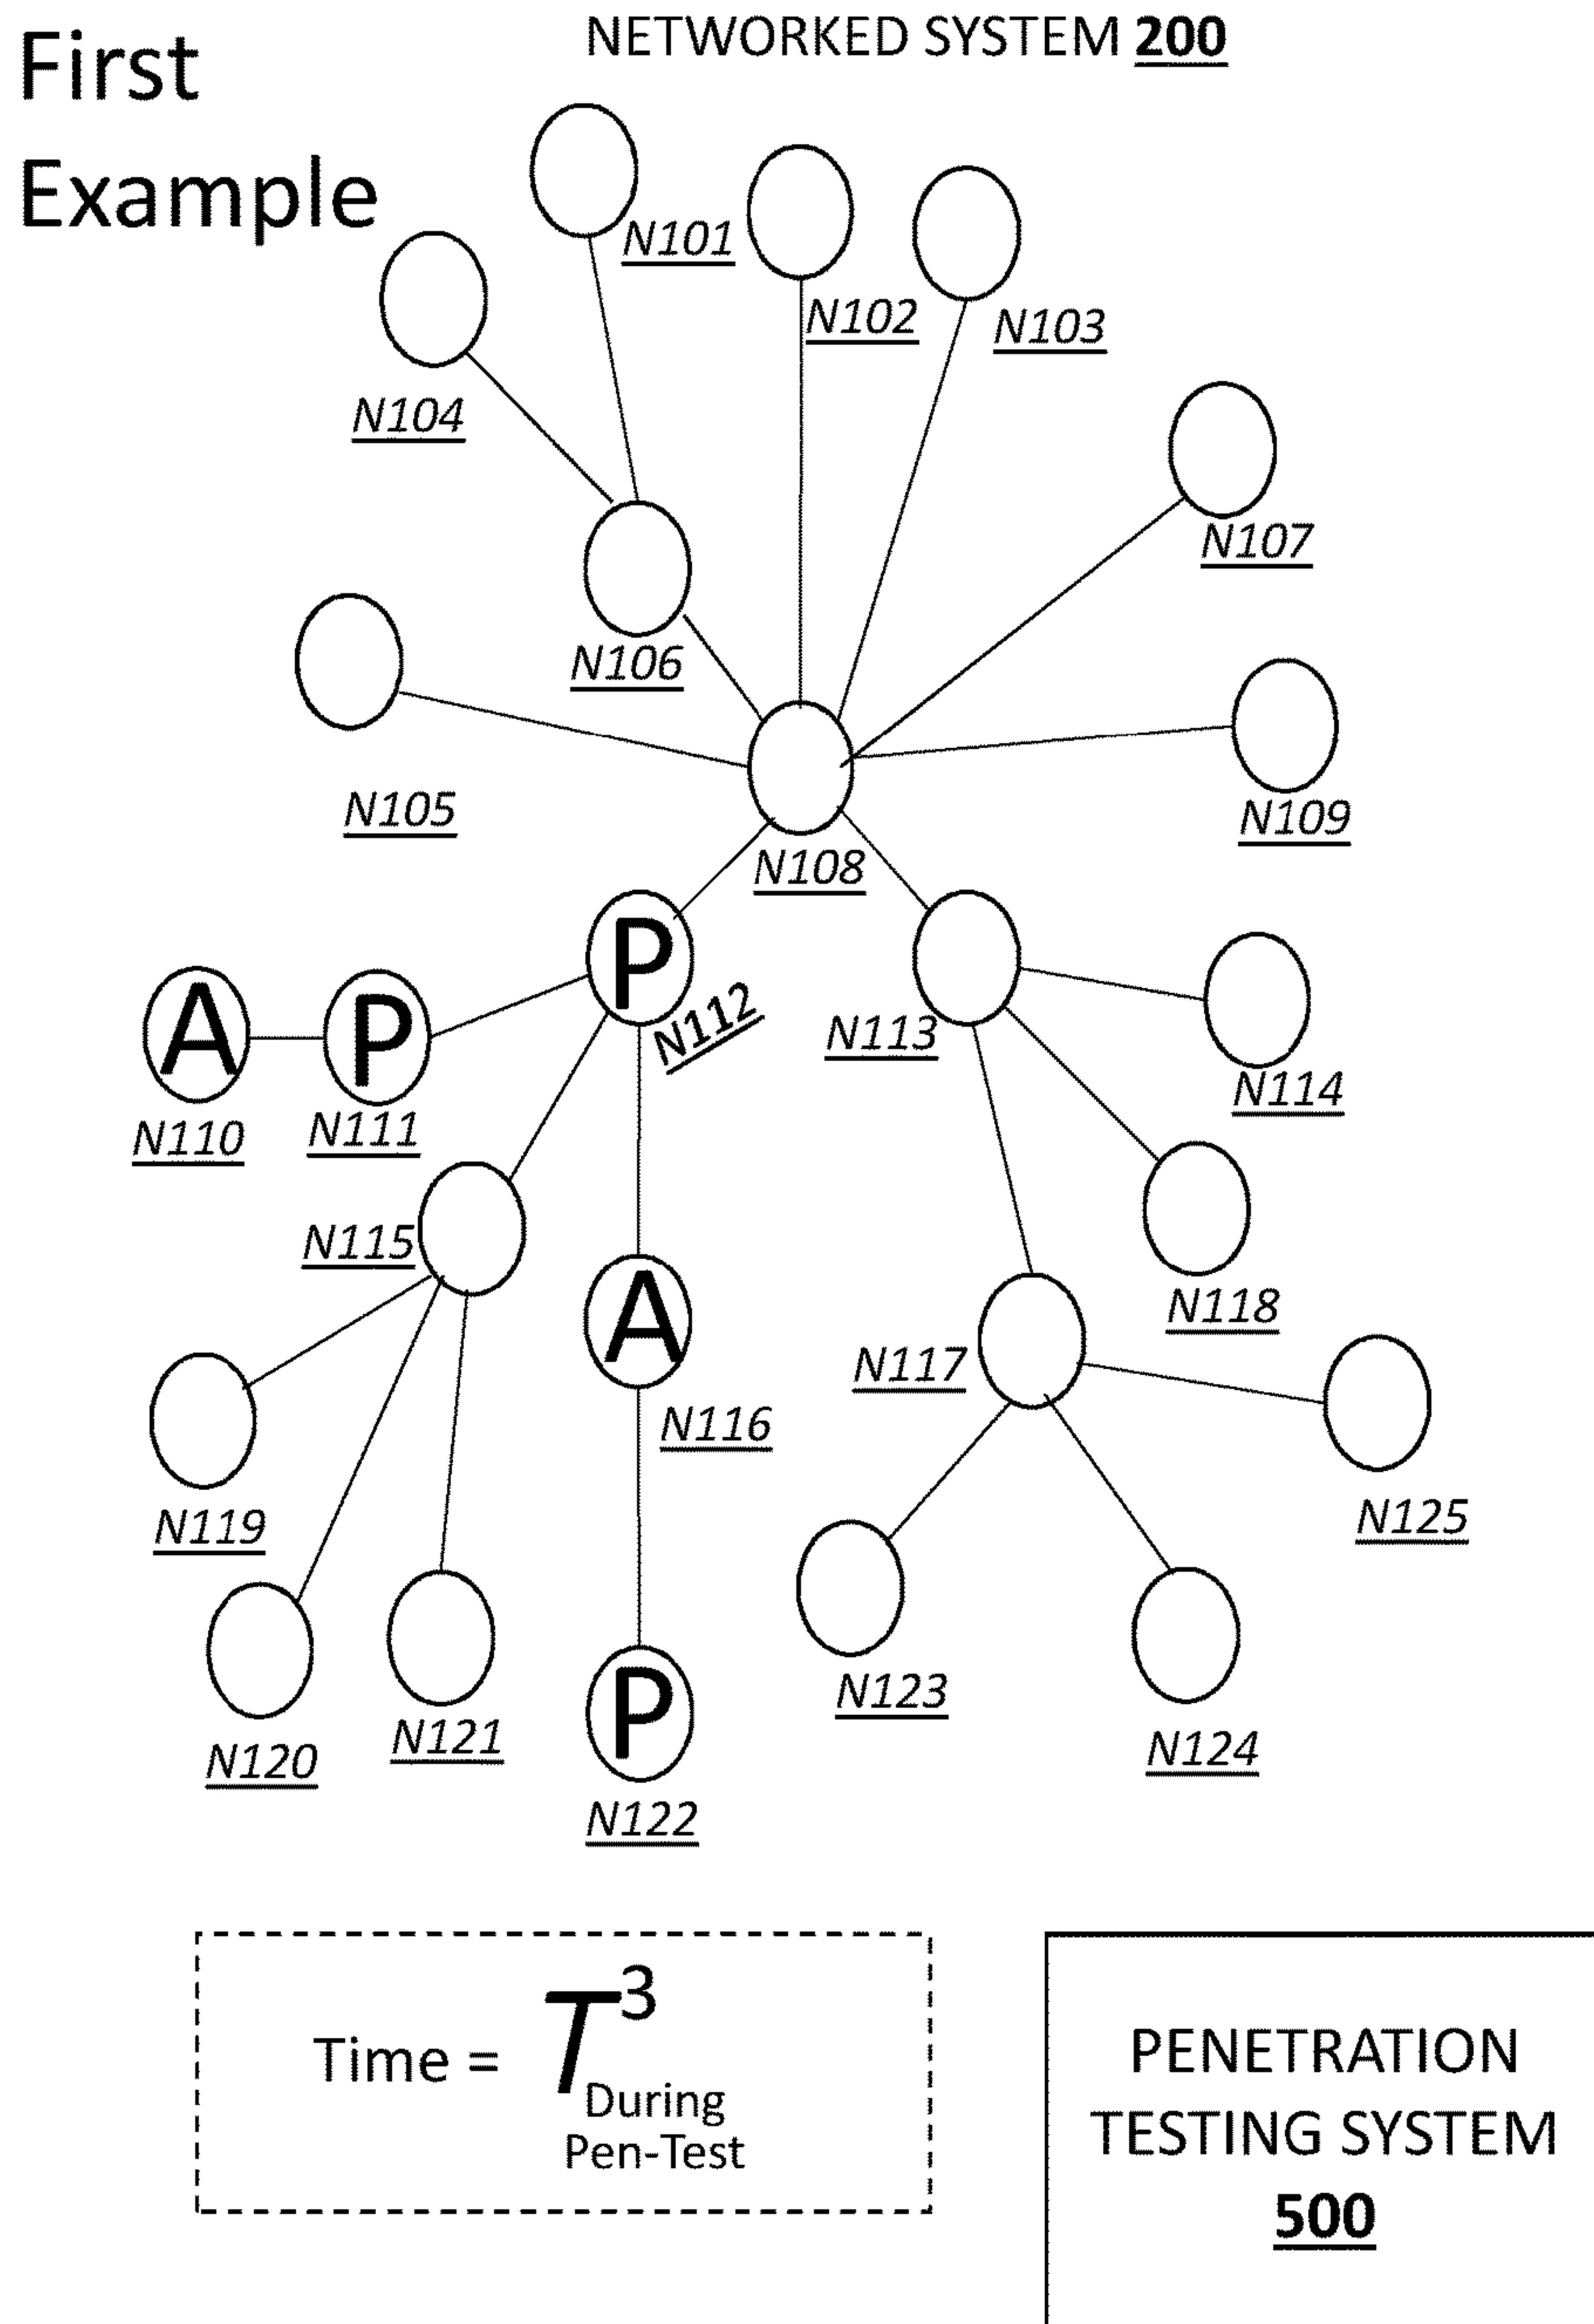 First
Example
NETWORKED SYSTEM 200
N101
N102
N103
N104
N107
N106
N105
N109
N108
P
N112
A
P
N113
N110
N111
N114
N115
A
N118
N117
N116
N119
N125
N123
N121
N124
N120
P
N122
Time = T³
During
Pen-Test
PENETRATION
TESTING SYSTEM
500